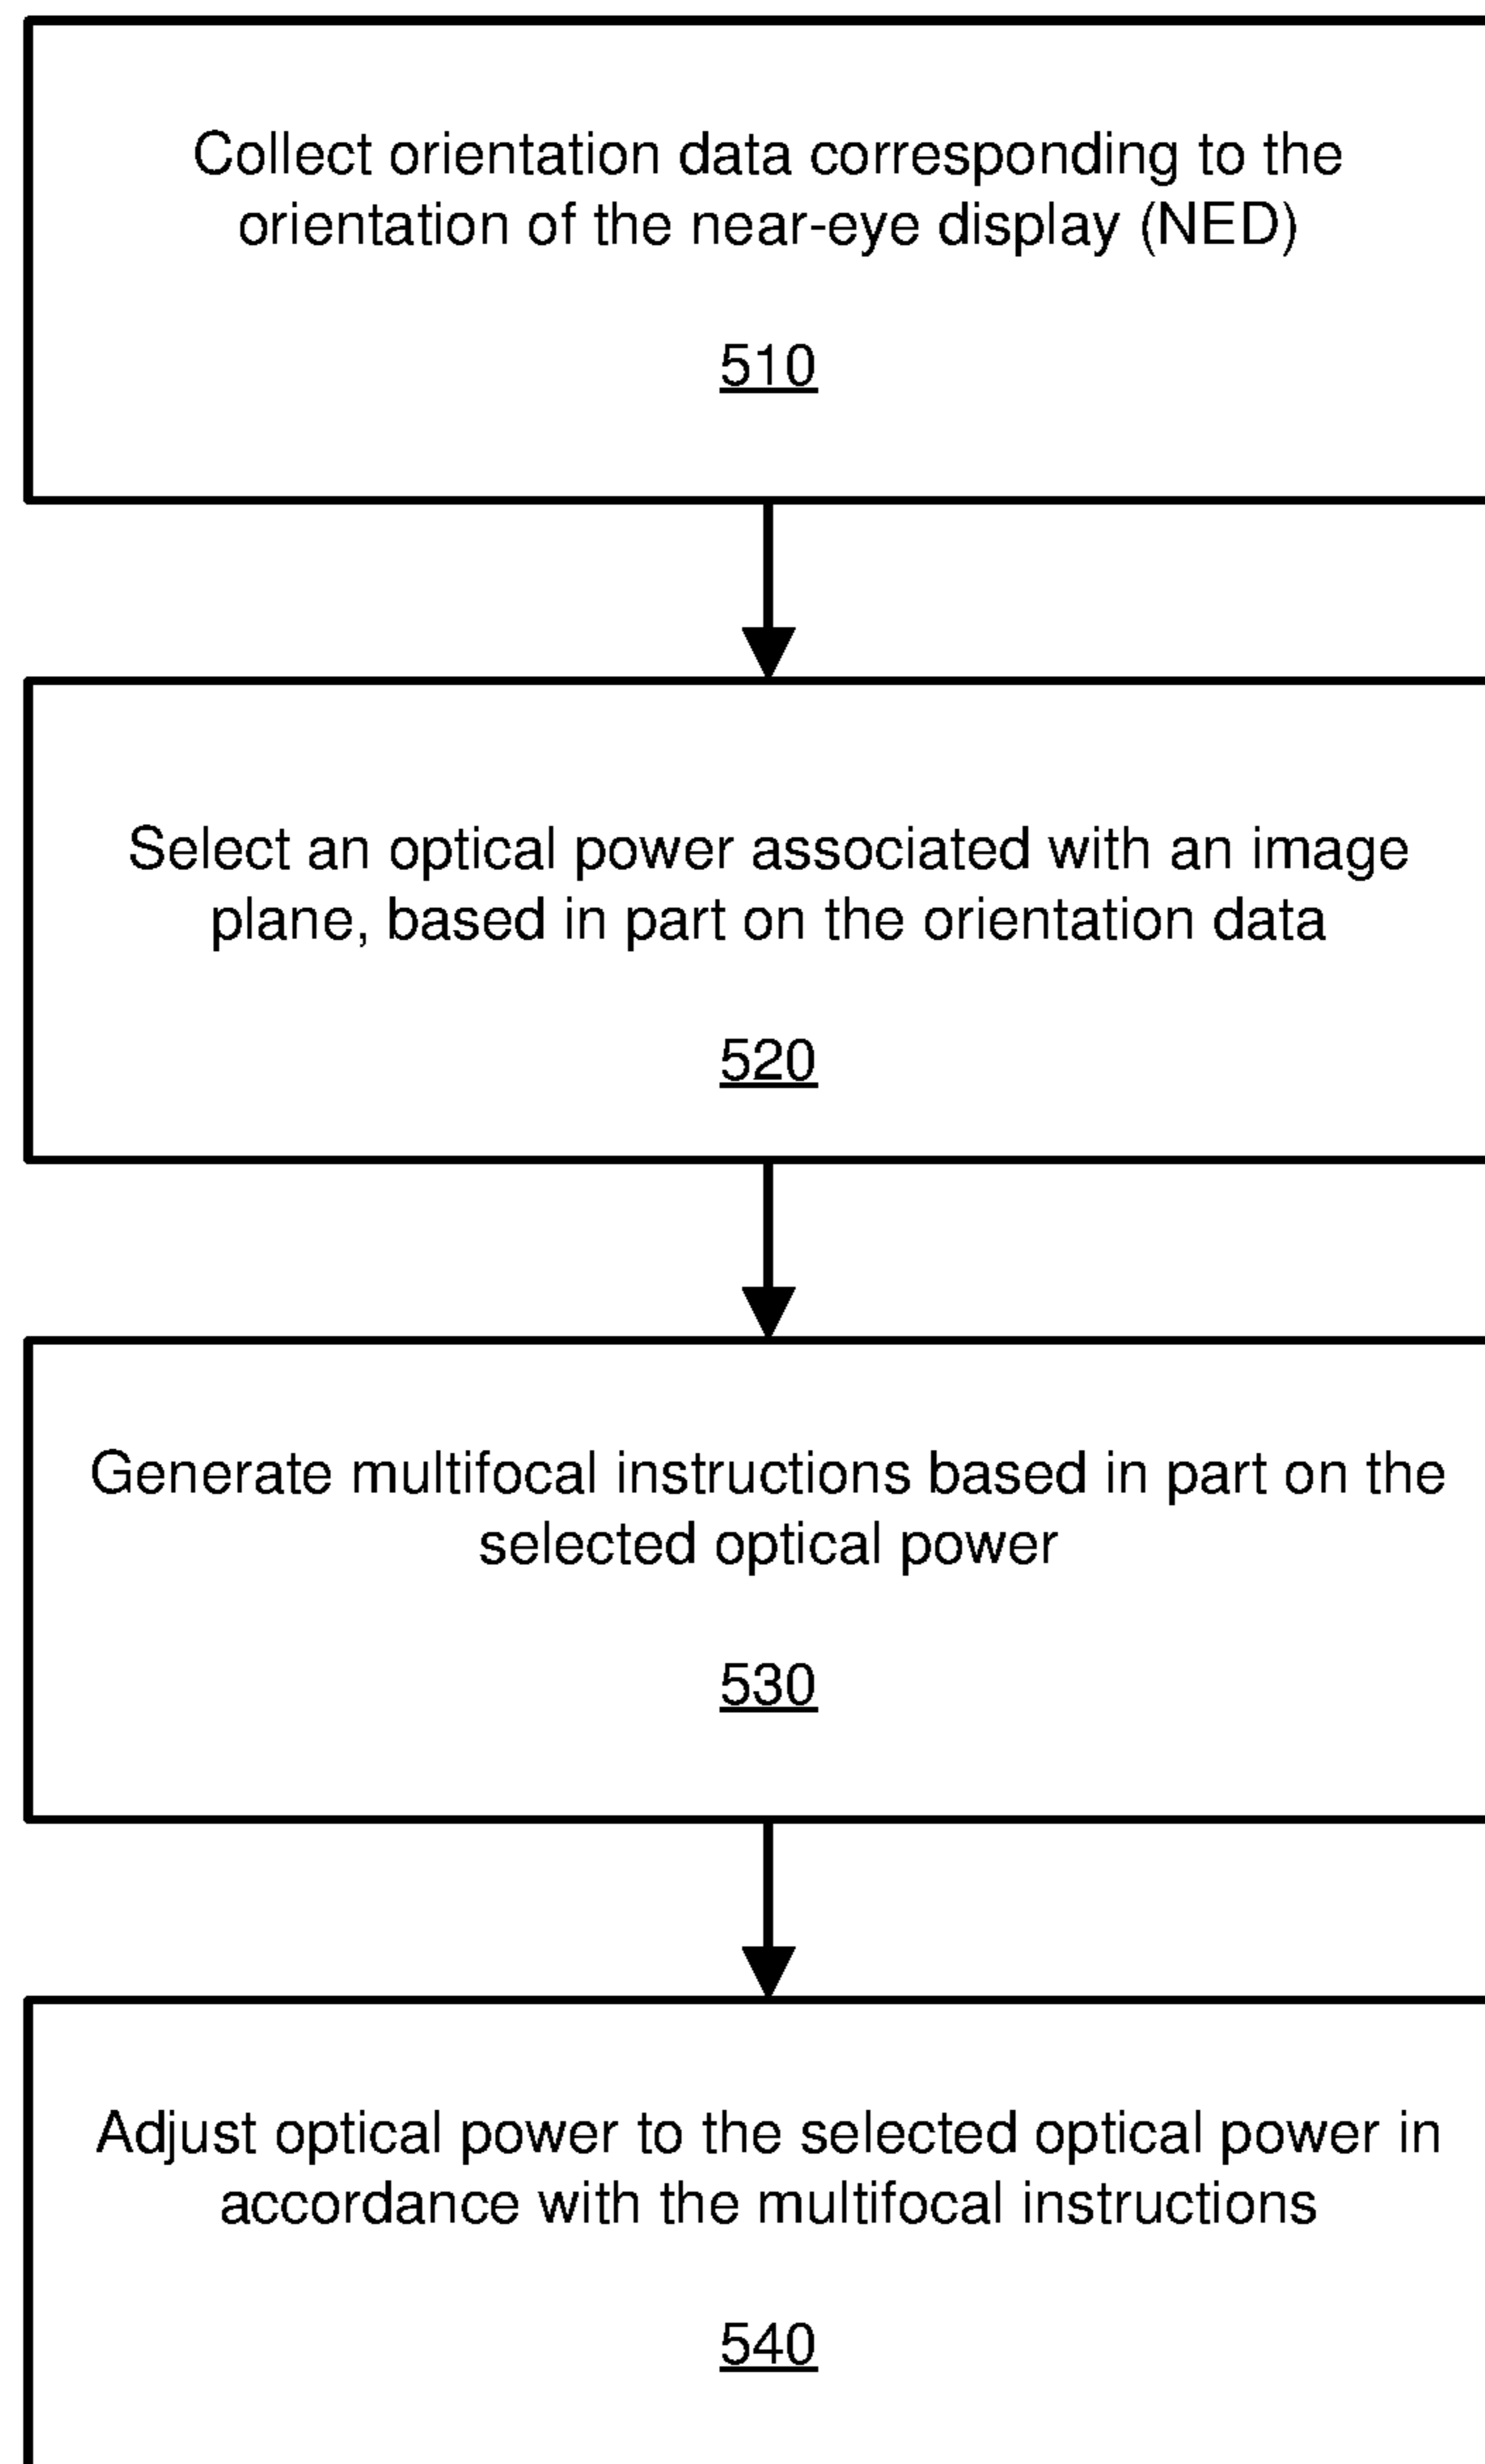 Collect orientation data corresponding to the
orientation of the near-eye display (NED)
510
Select an optical power associated with an image
plane, based in part on the orientation data
520
Generate multifocal instructions based in part on the
selected optical power
530
Adjust optical power to the selected optical power in
accordance with the multifocal instructions
540